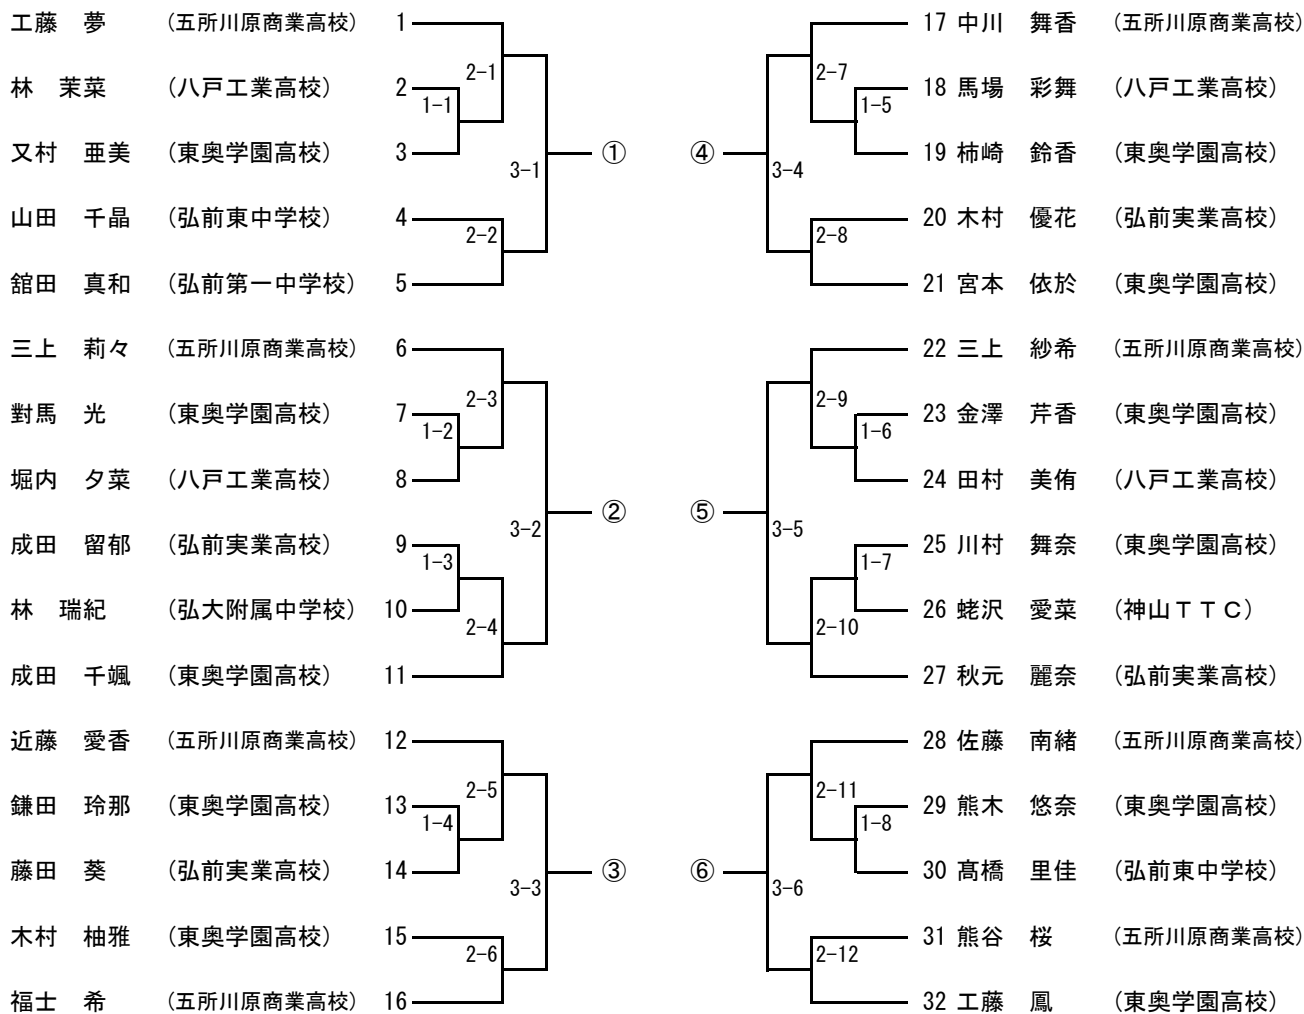 工藤　夢　（五所川原商業高校）　1
2-1
林　茉菜　（八戸工業高校）　2
1-1
又村　亜美　（東奥学園高校）　3
①
3-1
山田　千晶　（弘前東中学校）　4
2-2
舘田　真和　（弘前第一中学校）　5
三上　莉々　（五所川原商業高校）　6
2-3
對馬　光　（東奥学園高校）　7
1-2
堀内　夕菜　（八戸工業高校）　8
②
3-2
成田　留郁　（弘前実業高校）　9
1-3
林　瑞紀　（弘大附属中学校）　10
2-4
成田　千颯　（東奥学園高校）　11
近藤　愛香　（五所川原商業高校）　12
2-5
鎌田　玲那　（東奥学園高校）　13
1-4
藤田　葵　（弘前実業高校）　14
③
3-3
木村　柚雅　（東奥学園高校）　15
2-6
福士　希　（五所川原商業高校）　16
17　中川　舞香　（五所川原商業高校）
2-7
18　馬場　彩舞　（八戸工業高校）
1-5
19　柿崎　鈴香　（東奥学園高校）
④
3-4
20　木村　優花　（弘前実業高校）
2-8
21　宮本　依於　（東奥学園高校）
22　三上　紗希　（五所川原商業高校）
2-9
23　金澤　芹香　（東奥学園高校）
1-6
24　田村　美侑　（八戸工業高校）
⑤
3-5
25　川村　舞奈　（東奥学園高校）
1-7
26　蛯沢　愛菜　（神山ＴＴＣ）
2-10
27　秋元　麗奈　（弘前実業高校）
28　佐藤　南緒　（五所川原商業高校）
2-11
29　熊木　悠奈　（東奥学園高校）
1-8
30　髙橋　里佳　（弘前東中学校）
⑥
3-6
31　熊谷　桜　（五所川原商業高校）
2-12
32　工藤　鳳　（東奥学園高校）